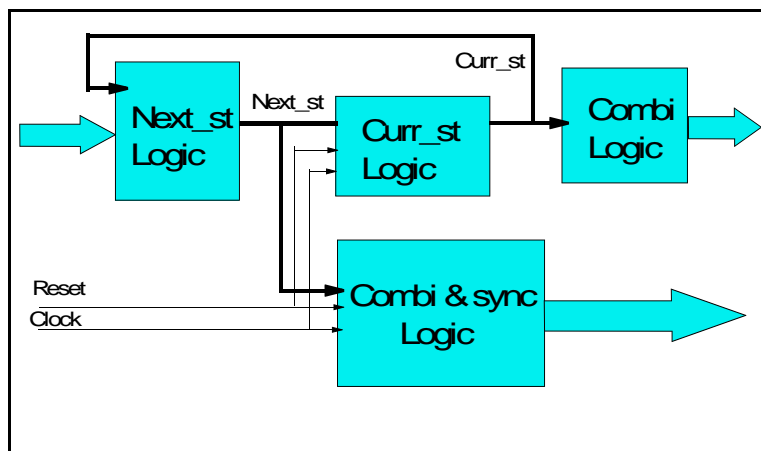 Curr_st
Next_st
Next_st
Logic
Curr_st
Logic
Combi
Logic
Reset
Clock
Combi & sync
Logic